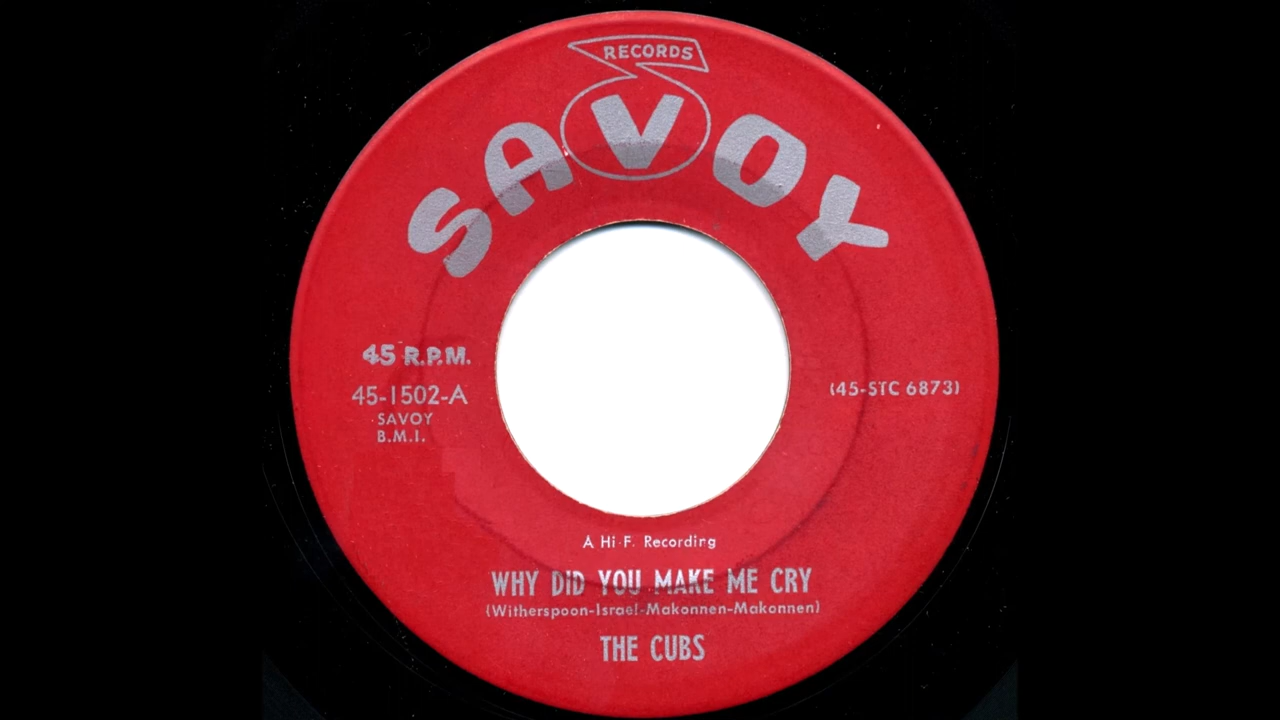 RECORDS
SAVOY
45 R.P.M.
45-1502-A
SAVOY
B.M.I.
(45-STC 6873)
A Hi-F. Recording
WHY DID YOU MAKE ME CRY
(Witherspoon-Israel-Makonnen-Makonnen)
THE CUBS